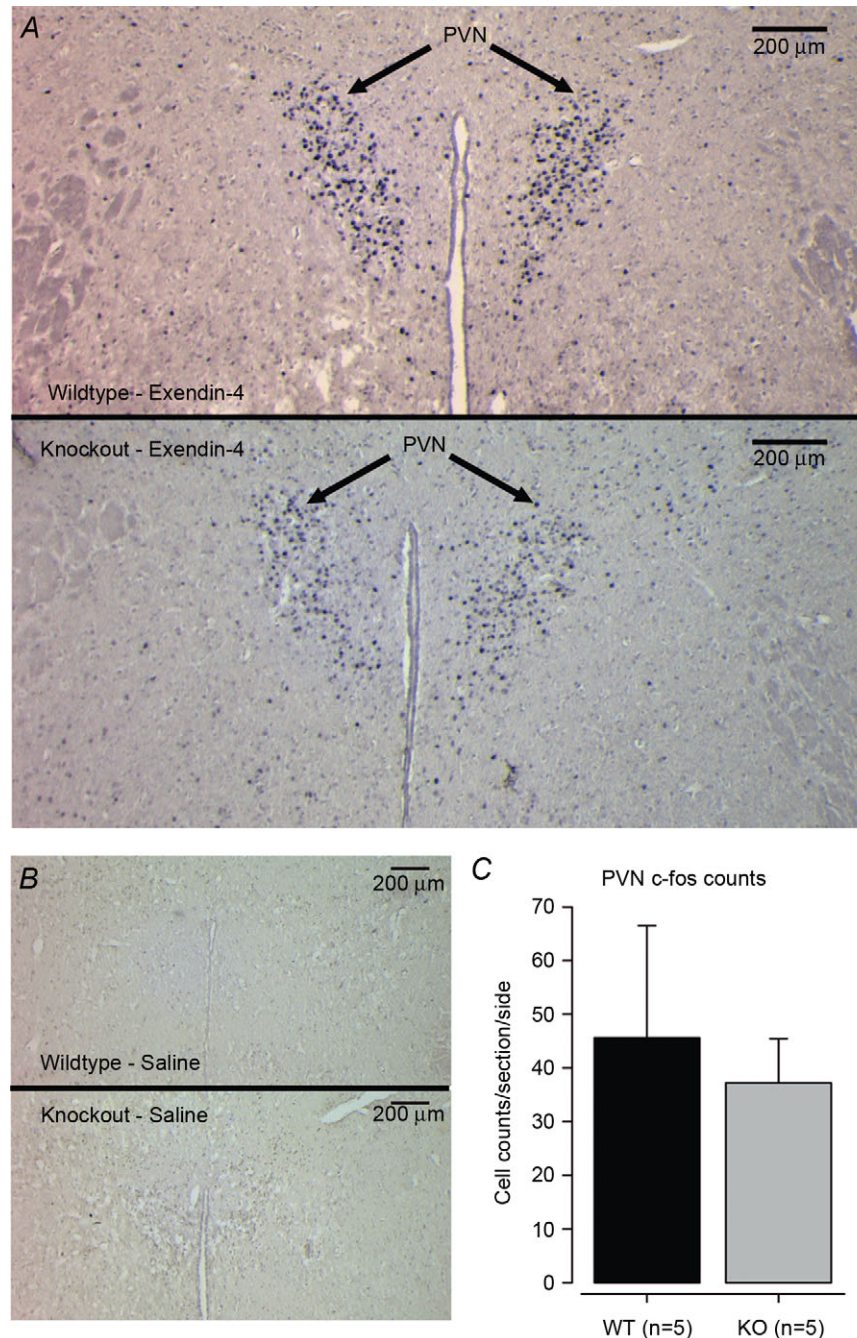 A
PVN
200 µm
Wildtype - Exendin-4
Knockout - Exendin-4
PVN
200 µm
B
200 µm
Wildtype - Saline
Knockout - Saline
200 µm
C
PVN c-fos counts
Cell counts/section/side
70
60
50
40
30
20
10
0
WT (n=5)
KO (n=5)